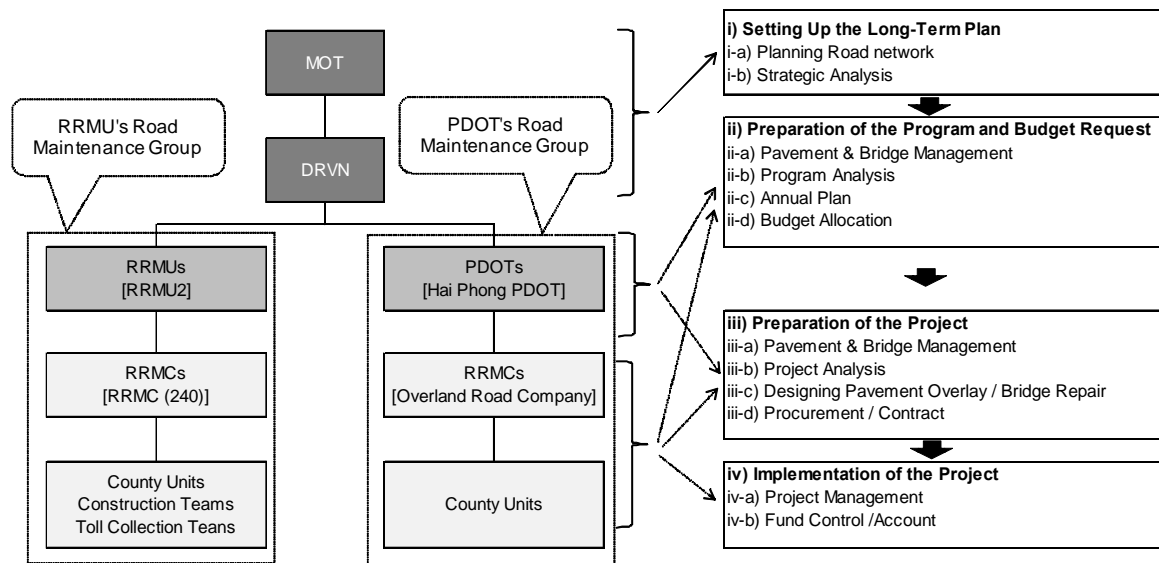 MOT
DRVN
RRMU's Road
Maintenance Group
PDOT's Road
Maintenance Group
RRMUs
[RRMU2]
PDOTs
[Hai Phong PDOT]
RRMCs
[RRMC (240)]
RRMCs
[Overland Road Company]
County Units
Construction Teams
Toll Collection Teans
County Units
i) Setting Up the Long-Term Plan
i-a) Planning Road network
i-b) Strategic Analysis
ii) Preparation of the Program and Budget Request
ii-a) Pavement & Bridge Management
ii-b) Program Analysis
ii-c) Annual Plan
ii-d) Budget Allocation
iii) Preparation of the Project
iii-a) Pavement & Bridge Management
iii-b) Project Analysis
iii-c) Designing Pavement Overlay / Bridge Repair
iii-d) Procurement / Contract
iv) Implementation of the Project
iv-a) Project Management
iv-b) Fund Control /Account